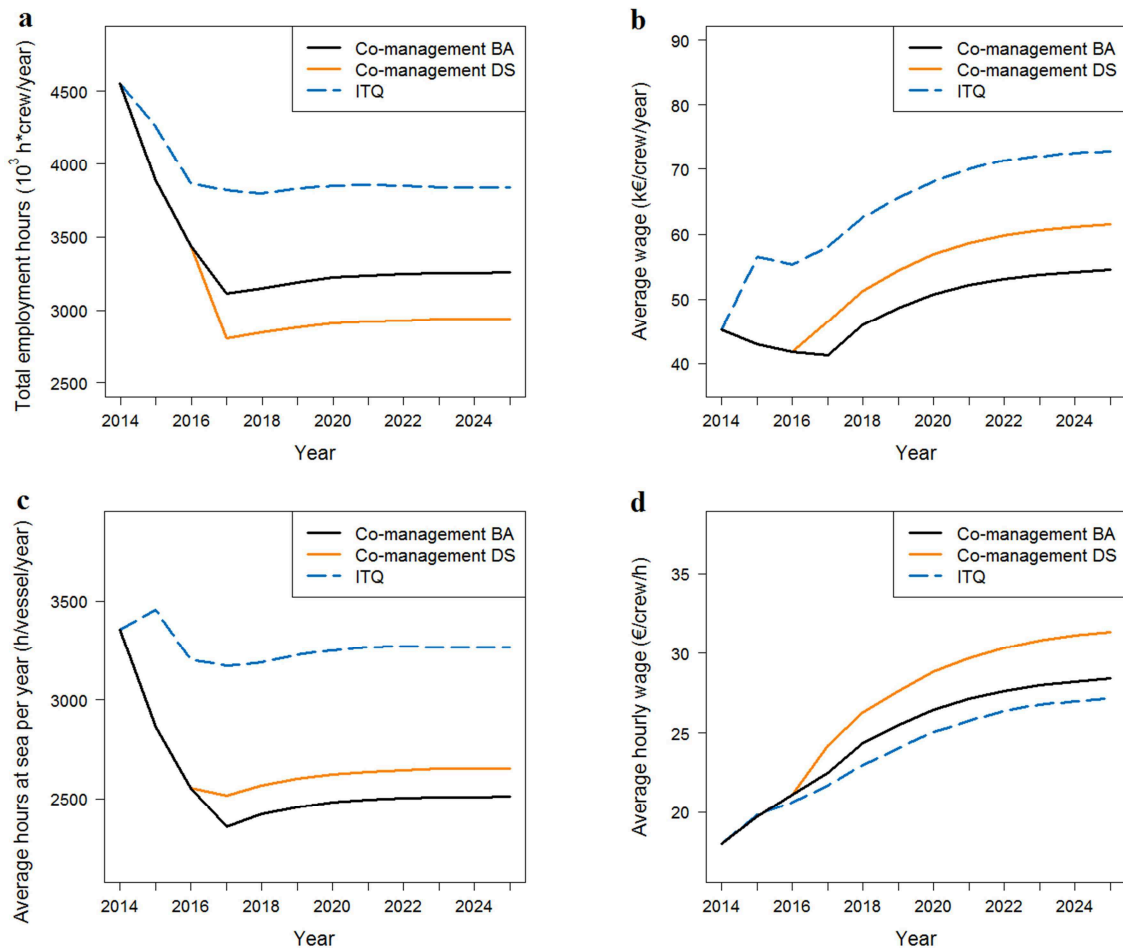 a
Total employment hours (10³ h*crew/year)
4500
4000
3500
3000
2500
2014 2016 2018 2020 2022 2024
Year
Co-management BA
Co-management DS
ITQ
b
Average wage (k€/crew/year)
90
80
70
60
50
40
2014 2016 2018 2020 2022 2024
Year
Co-management BA
Co-management DS
ITQ
c
Average hours at sea per year (h/vessel/year)
3500
3000
2500
2014 2016 2018 2020 2022 2024
Year
Co-management BA
Co-management DS
ITQ
d
Average hourly wage (€/crew/h)
35
30
25
20
2014 2016 2018 2020 2022 2024
Year
Co-management BA
Co-management DS
ITQ